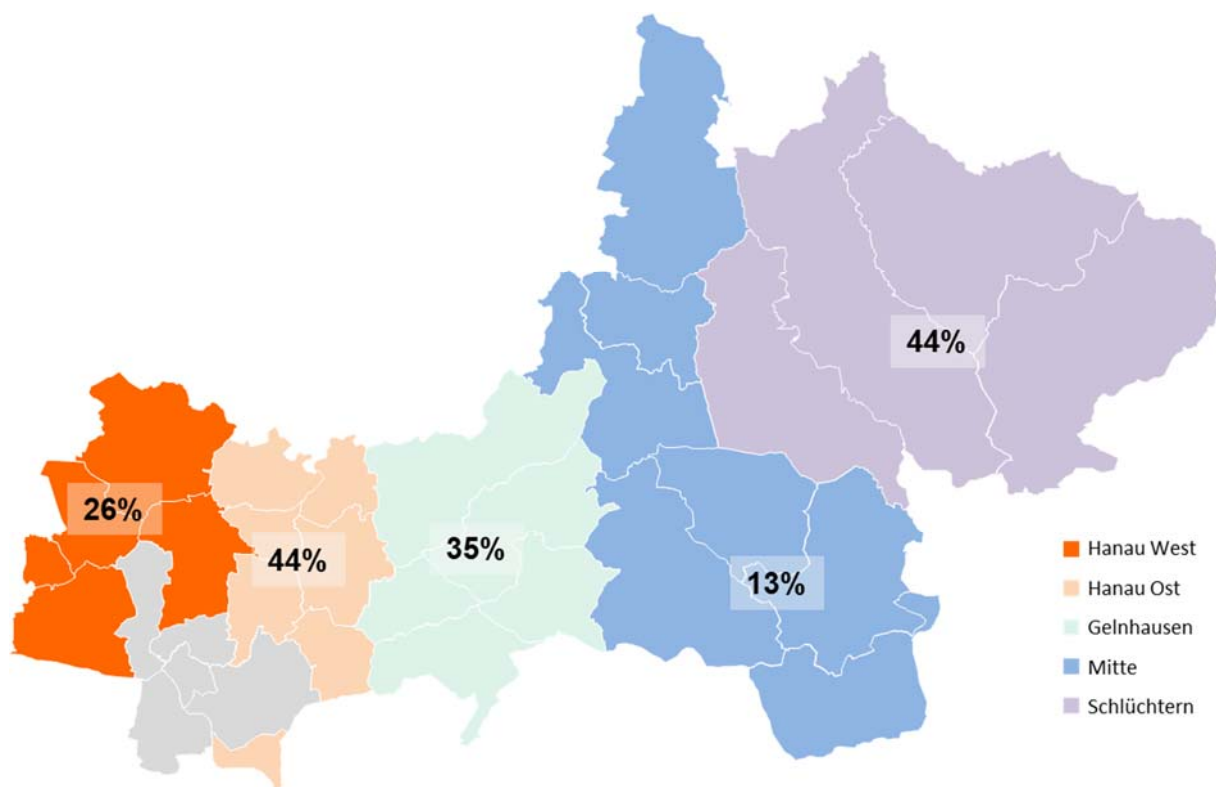 44%
26%
44%
35%
13%
Hanau West
Hanau Ost
Gelnhausen
Mitte
Schlüchtern